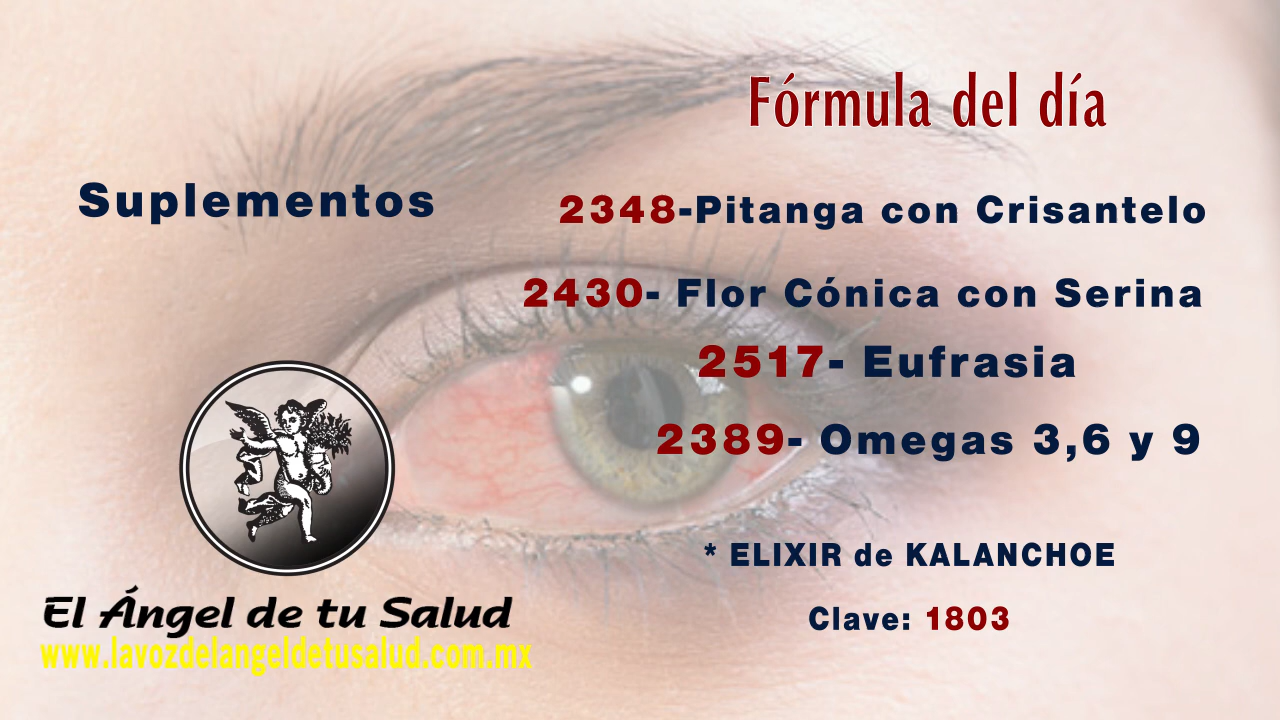 Fórmula del día
Suplementos
2348-Pitanga con Crisantelo
2430- Flor Cónica con Serina
2517- Eufrasia
2389- Omegas 3,6 y 9
* ELIXIR de KALANCHOE
Clave: 1803
El Ángel de tu Salud
www.lavozdelangeldetusalud.com.mx